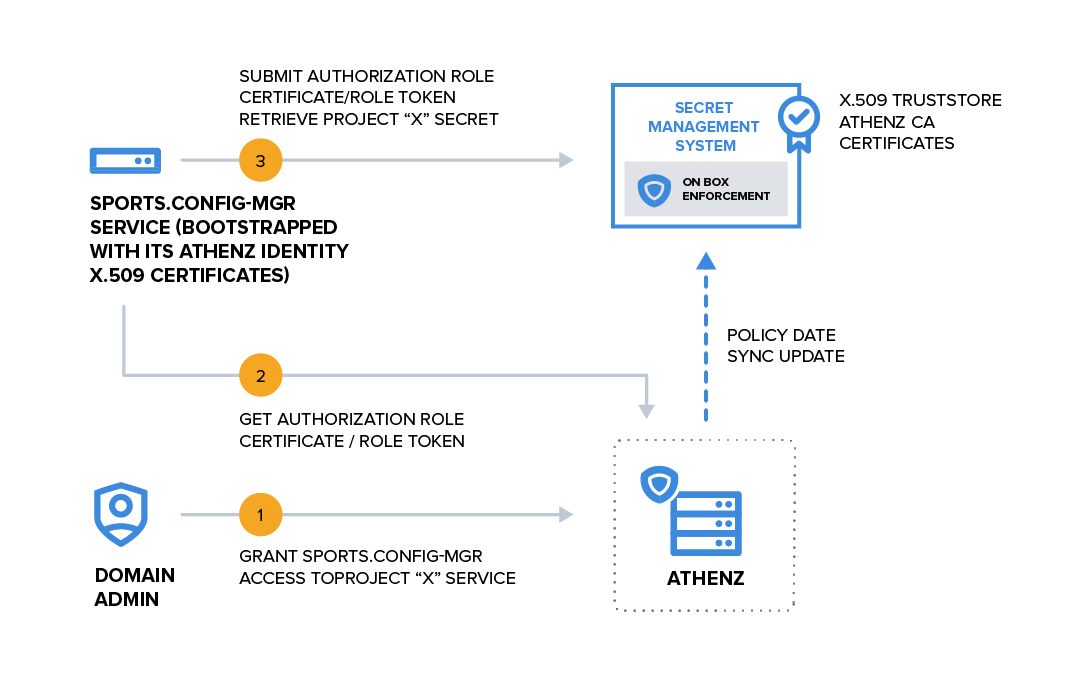 SUBMIT AUTHORIZATION ROLE
CERTIFICATE/ROLE TOKEN
RETRIEVE PROJECT “X” SECRET
3
SPORTS.CONFIG-MGR
SERVICE (BOOTSTRAPPED
WITH ITS ATHENZ IDENTITY
X.509 CERTIFICATES)
SECRET
MANAGEMENT
SYSTEM
ON BOX
ENFORCEMENT
X.509 TRUSTSTORE
ATHENZ CA
CERTIFICATES
POLICY DATE
SYNC UPDATE
2
GET AUTHORIZATION ROLE
CERTIFICATE / ROLE TOKEN
DOMAIN
ADMIN
1
GRANT SPORTS.CONFIG-MGR
ACCESS TOPROJECT “X” SERVICE
ATHENZ